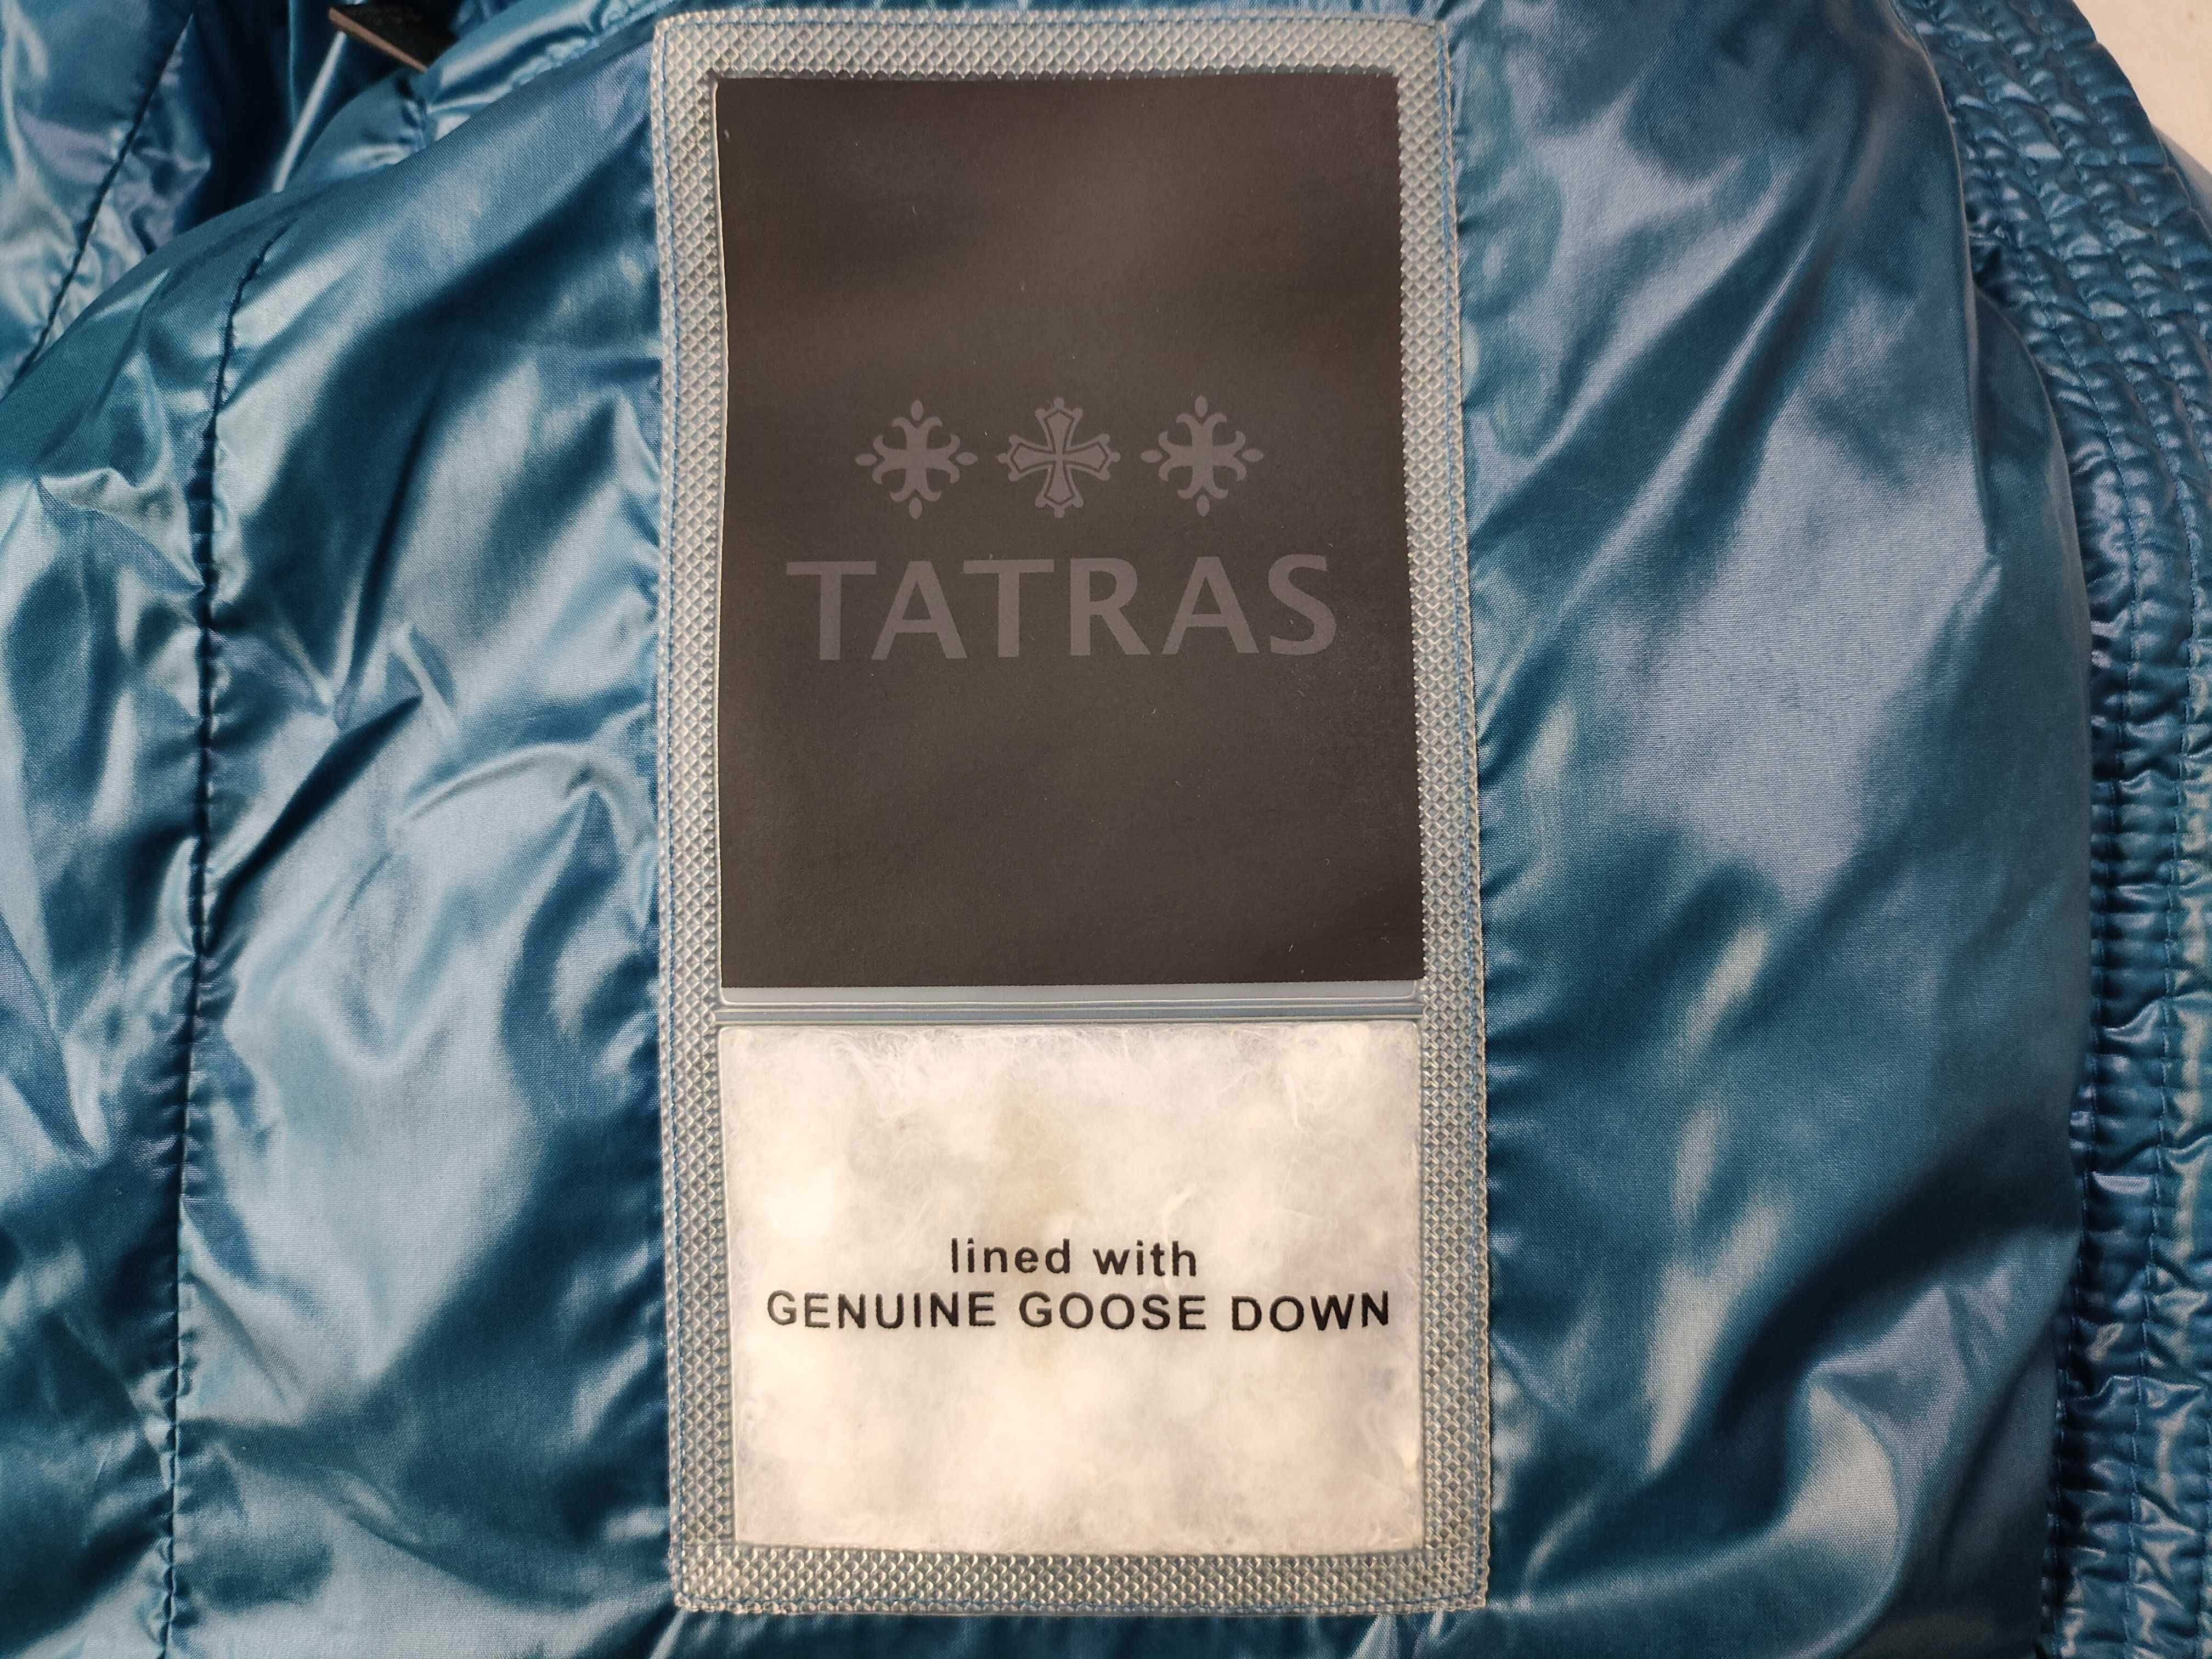 TATRAS
lined with
GENUINE GOOSE DOWN